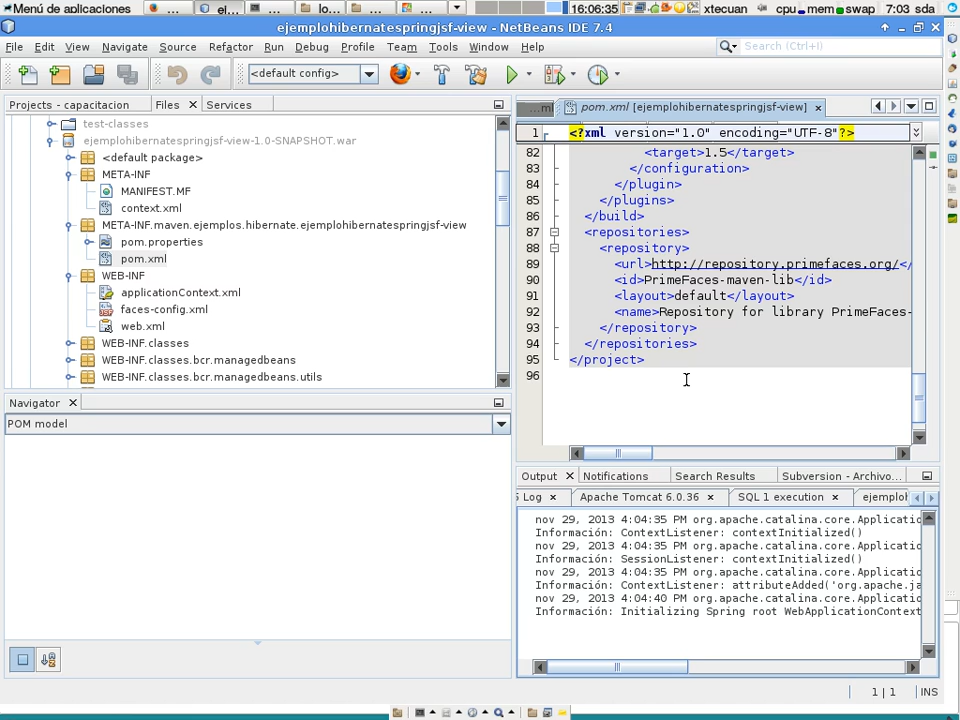 Menú de aplicaciones
el...
lo...
...
...
16:06:35
xtecuan
cpu
mem
swap
7:03 sda
ejemplohibernatespringjsf-view - NetBeans IDE 7.4
File Edit View Navigate Source Refactor Run Debug Profile Team Tools Window Help
Search (Ctrl+I)
<default config>
Projects - capacitacion
Files
Services
test-classes
ejemplohibernatespringjsf-view-1.0-SNAPSHOT.war
<default package>
META-INF
MANIFEST.MF
context.xml
META-INF.maven.ejemplos.hibernate.ejemplohibernatespringjsf-view
pom.properties
pom.xml
WEB-INF
applicationContext.xml
faces-config.xml
web.xml
WEB-INF.classes
WEB-INF.classes.bcr.managedbeans
WEB-INF.classes.bcr.managedbeans.utils
Navigator
POM model
...ml
pom.xml [ejemplohibernatespringjsf-view]
1 <?xml version="1.0" encoding="UTF-8"?>
82 <target>1.5</target>
83 </configuration>
84 </plugin>
85 </plugins>
86 </build>
87 <repositories>
88 <repository>
89 <url>http://repository.primefaces.org/</
90 <id>PrimeFaces-maven-lib</id>
91 <layout>default</layout>
92 <name>Repository for library PrimeFaces-
93 </repository>
94 </repositories>
95 </project>
96
Output
Notifications
Search Results
Subversion - Archivo...
5 Log
Apache Tomcat 6.0.36
SQL 1 execution
ejemplol
nov 29, 2013 4:04:35 PM org.apache.catalina.core.Applicatio
Información: ContextListener: contextInitialized()
nov 29, 2013 4:04:35 PM org.apache.catalina.core.Applicatio
Información: SessionListener: contextInitialized()
nov 29, 2013 4:04:35 PM org.apache.catalina.core.Applicatio
Información: ContextListener: attributeAdded('org.apache.ja
nov 29, 2013 4:04:40 PM org.apache.catalina.core.Applicatio
Información: Initializing Spring root WebApplicationContext
1 | 1
INS